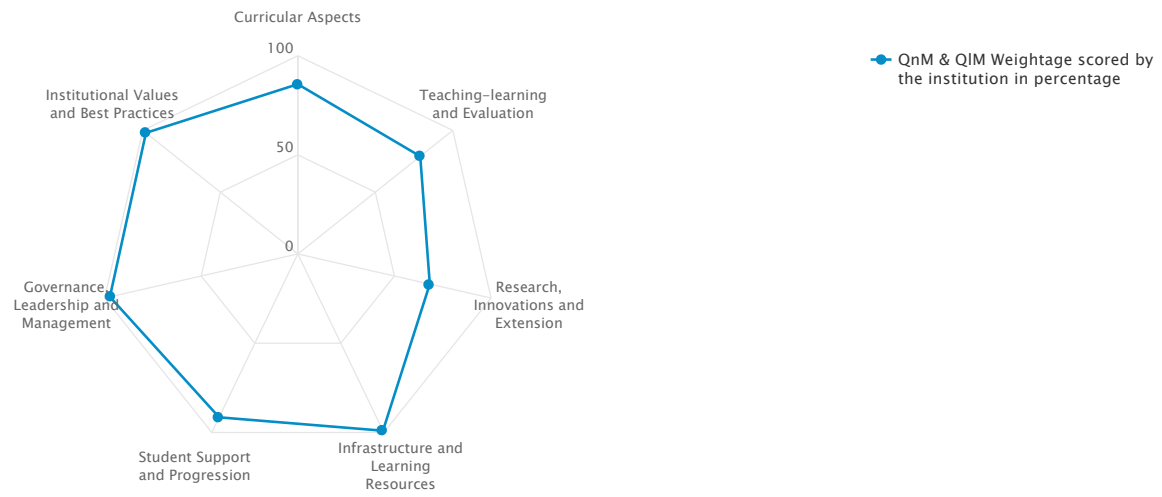 Curricular Aspects
100
QnM & QlM Weightage scored by
the institution in percentage
Institutional Values
and Best Practices
Teaching-learning
and Evaluation
50
0
Governance,
Leadership and
Management
Research,
Innovations and
Extension
Student Support
and Progression
Infrastructure and
Learning
Resources